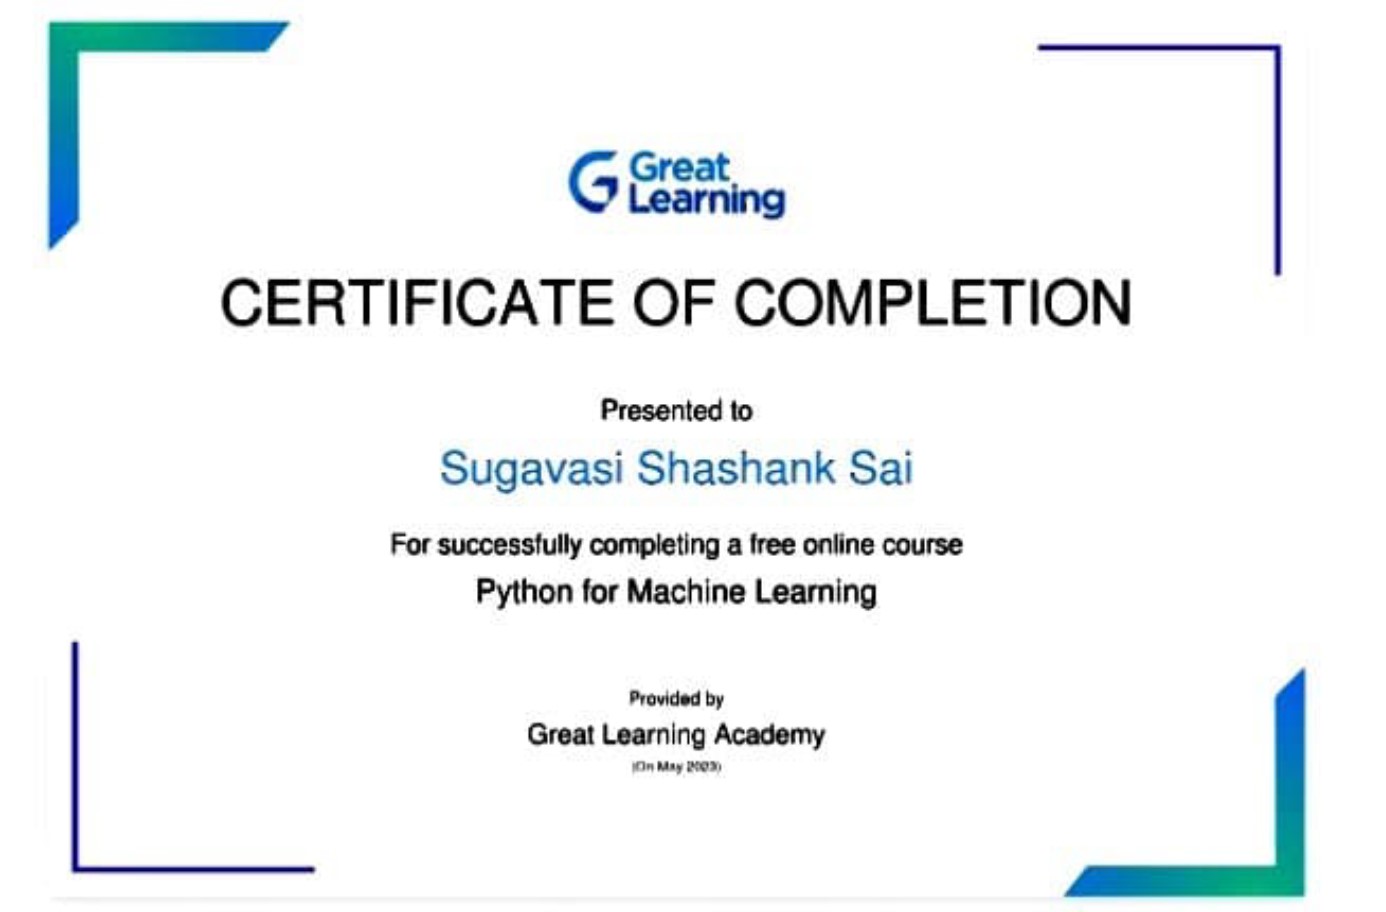 Great
Learning
CERTIFICATE OF COMPLETION
Presented to
Sugavasi Shashank Sai
For successfully completing a free online course
Python for Machine Learning
Provided by
Great Learning Academy
(On May 2023)